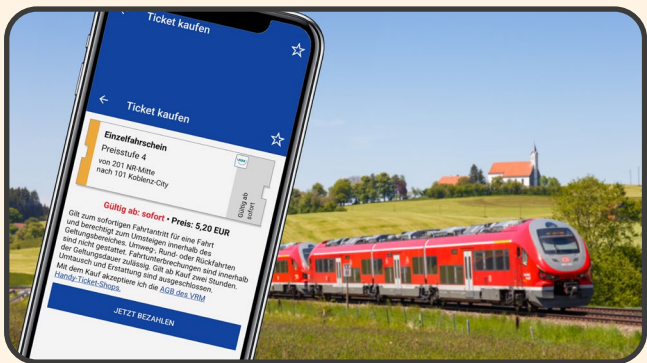 Ticket kaufen
Ticket kaufen
Einzelfahrschein
Preisstufe 4
von 201 NR-Mitte
nach 101 Koblenz-City
Gültig ab
sofort
Gültig ab: sofort • Preis: 5,20 EUR
Gilt zum sofortigen Fahrtantritt für eine Fahrt
und berechtigt zum Umsteigen innerhalb des
Geltungsbereiches. Umweg-, Rund- oder Rückfahrten
sind nicht gestattet. Fahrtunterbrechungen sind innerhalb
der Geltungsdauer zulässig. Gilt ab Kauf zwei Stunden.
Umtausch und Erstattung sind ausgeschlossen.
Mit dem Kauf akzeptiere ich die AGB des VRM
Handy-Ticket-Shops.
JETZT BEZAHLEN